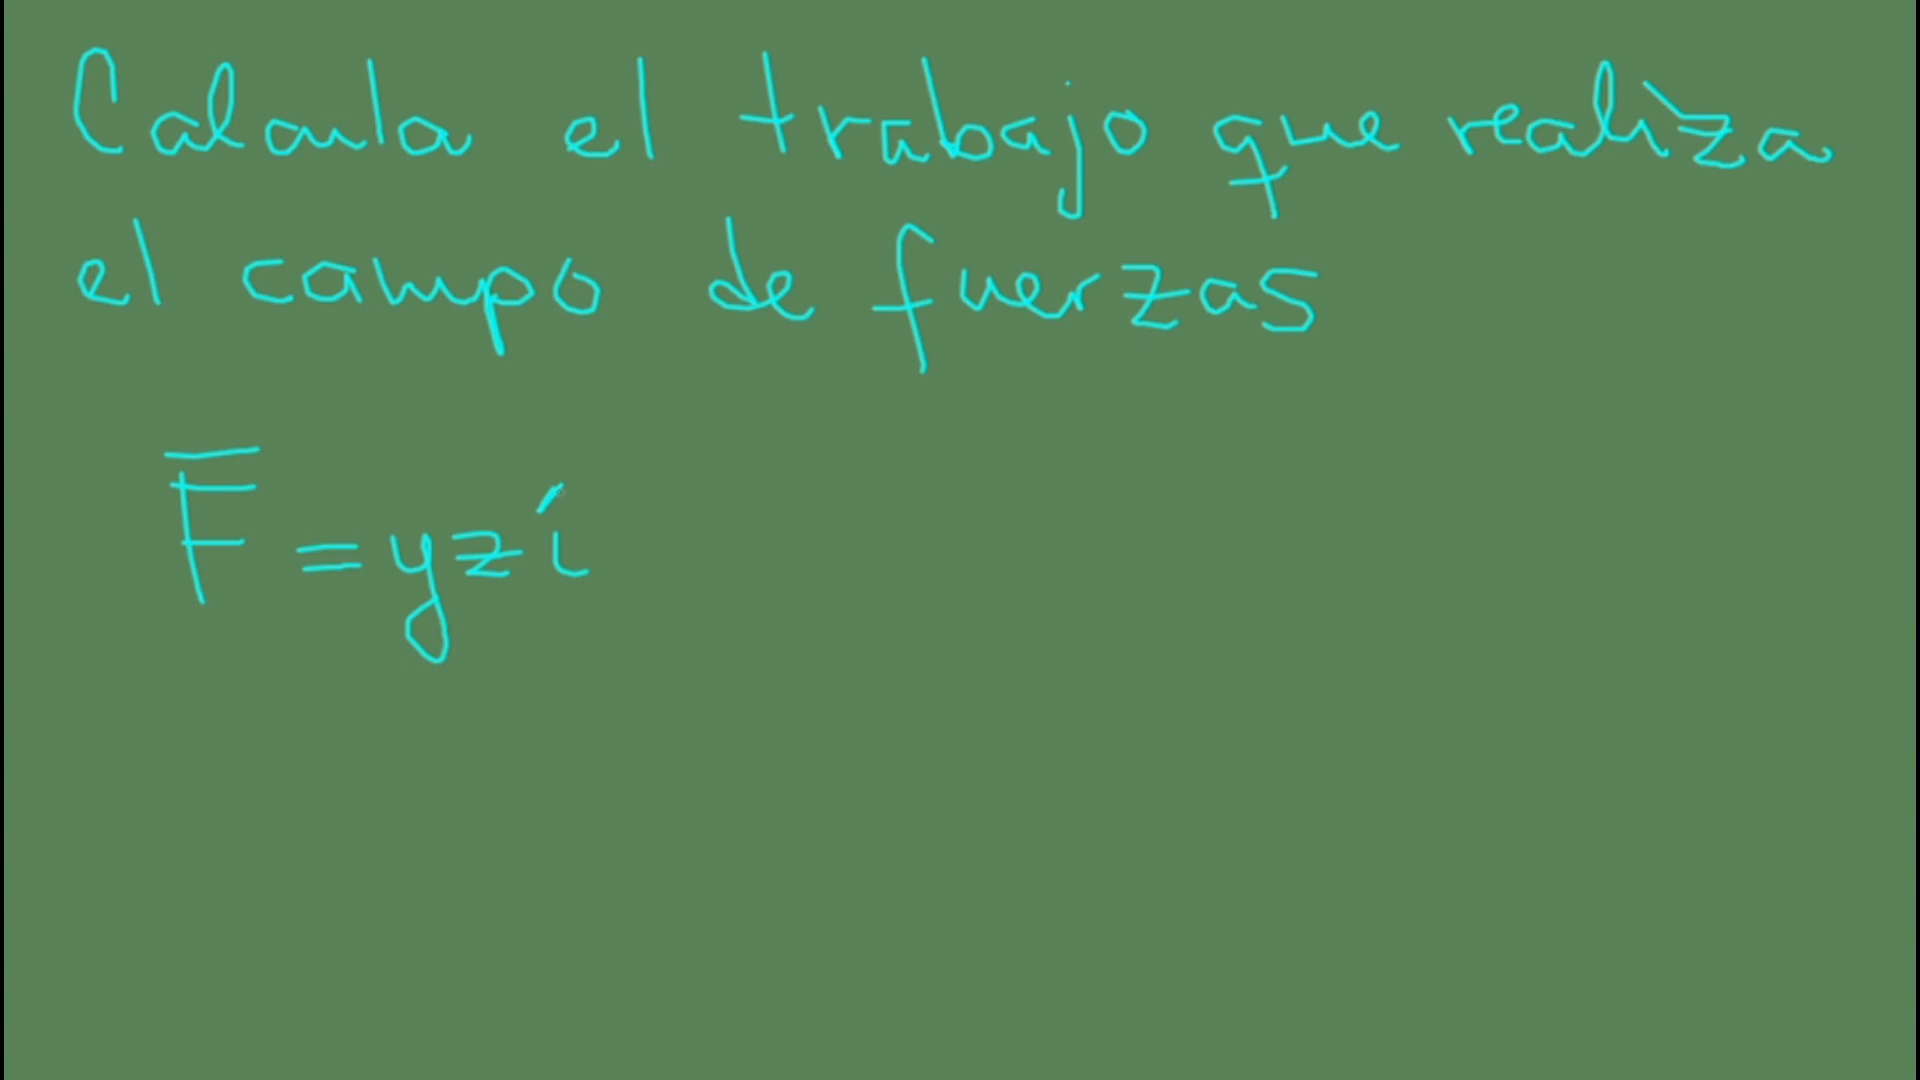 Calcula el trabajo que realiza
el campo de fuerzas
F̅ = yzi